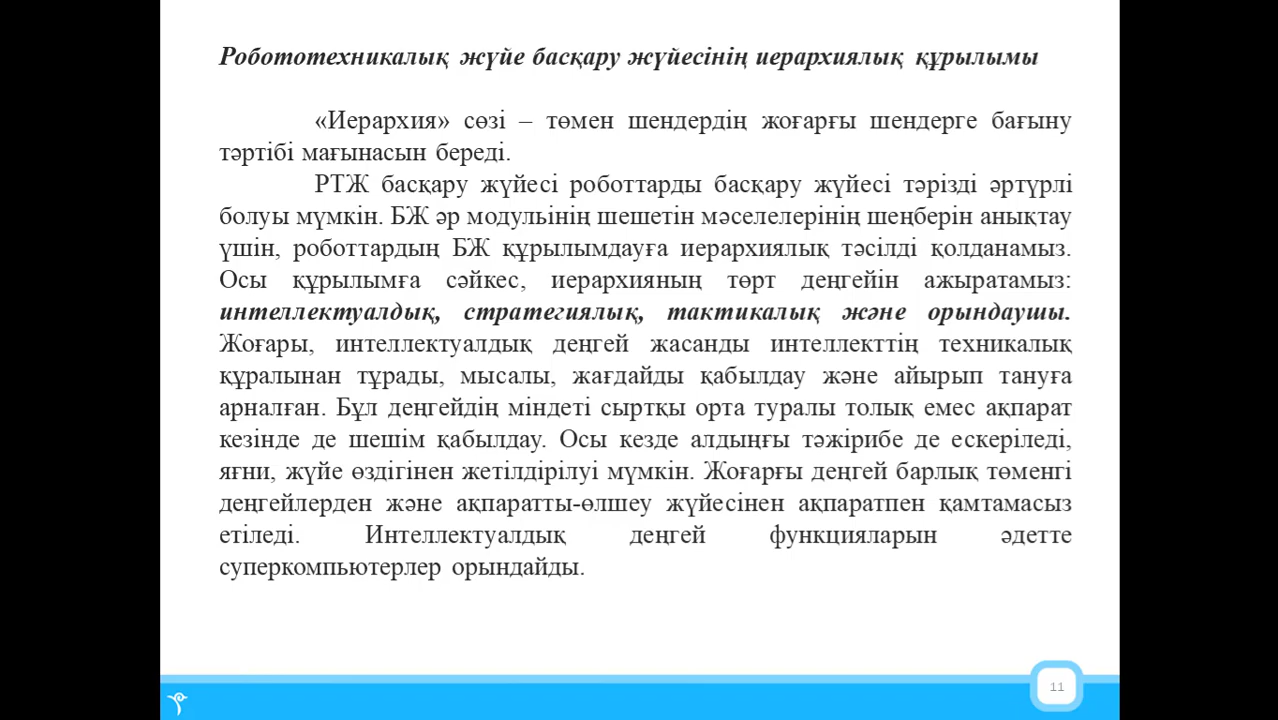 Робототехникалық жүйе басқару жүйесінің иерархиялық құрылымы
«Иерархия» сөзі – төмен шендердің жоғарғы шендерге бағыну
тәртібі мағынасын береді.
РТЖ басқару жүйесі роботтарды басқару жүйесі тәрізді әртүрлі
болуы мүмкін. БЖ әр модульінің шешетін мәселелерінің шеңберін анықтау
үшін, роботтардың БЖ құрылымдауға иерархиялық тәсілді қолданамыз.
Осы құрылымға сәйкес, иерархияның төрт деңгейін ажыратамыз:
интеллектуалдық, стратегиялық, тактикалық және орындаушы.
Жоғары, интеллектуалдық деңгей жасанды интеллекттің техникалық
құралынан тұрады, мысалы, жағдайды қабылдау және айырып тануға
арналған. Бұл деңгейдің міндеті сыртқы орта туралы толық емес ақпарат
кезінде де шешім қабылдау. Осы кезде алдыңғы тәжірибе де ескеріледі,
яғни, жүйе өздігінен жетілдірілуі мүмкін. Жоғарғы деңгей барлық төменгі
деңгейлерден және ақпаратты-өлшеу жүйесінен ақпаратпен қамтамасыз
етіледі. Интеллектуалдық деңгей функцияларын әдетте
суперкомпьютерлер орындайды.
11